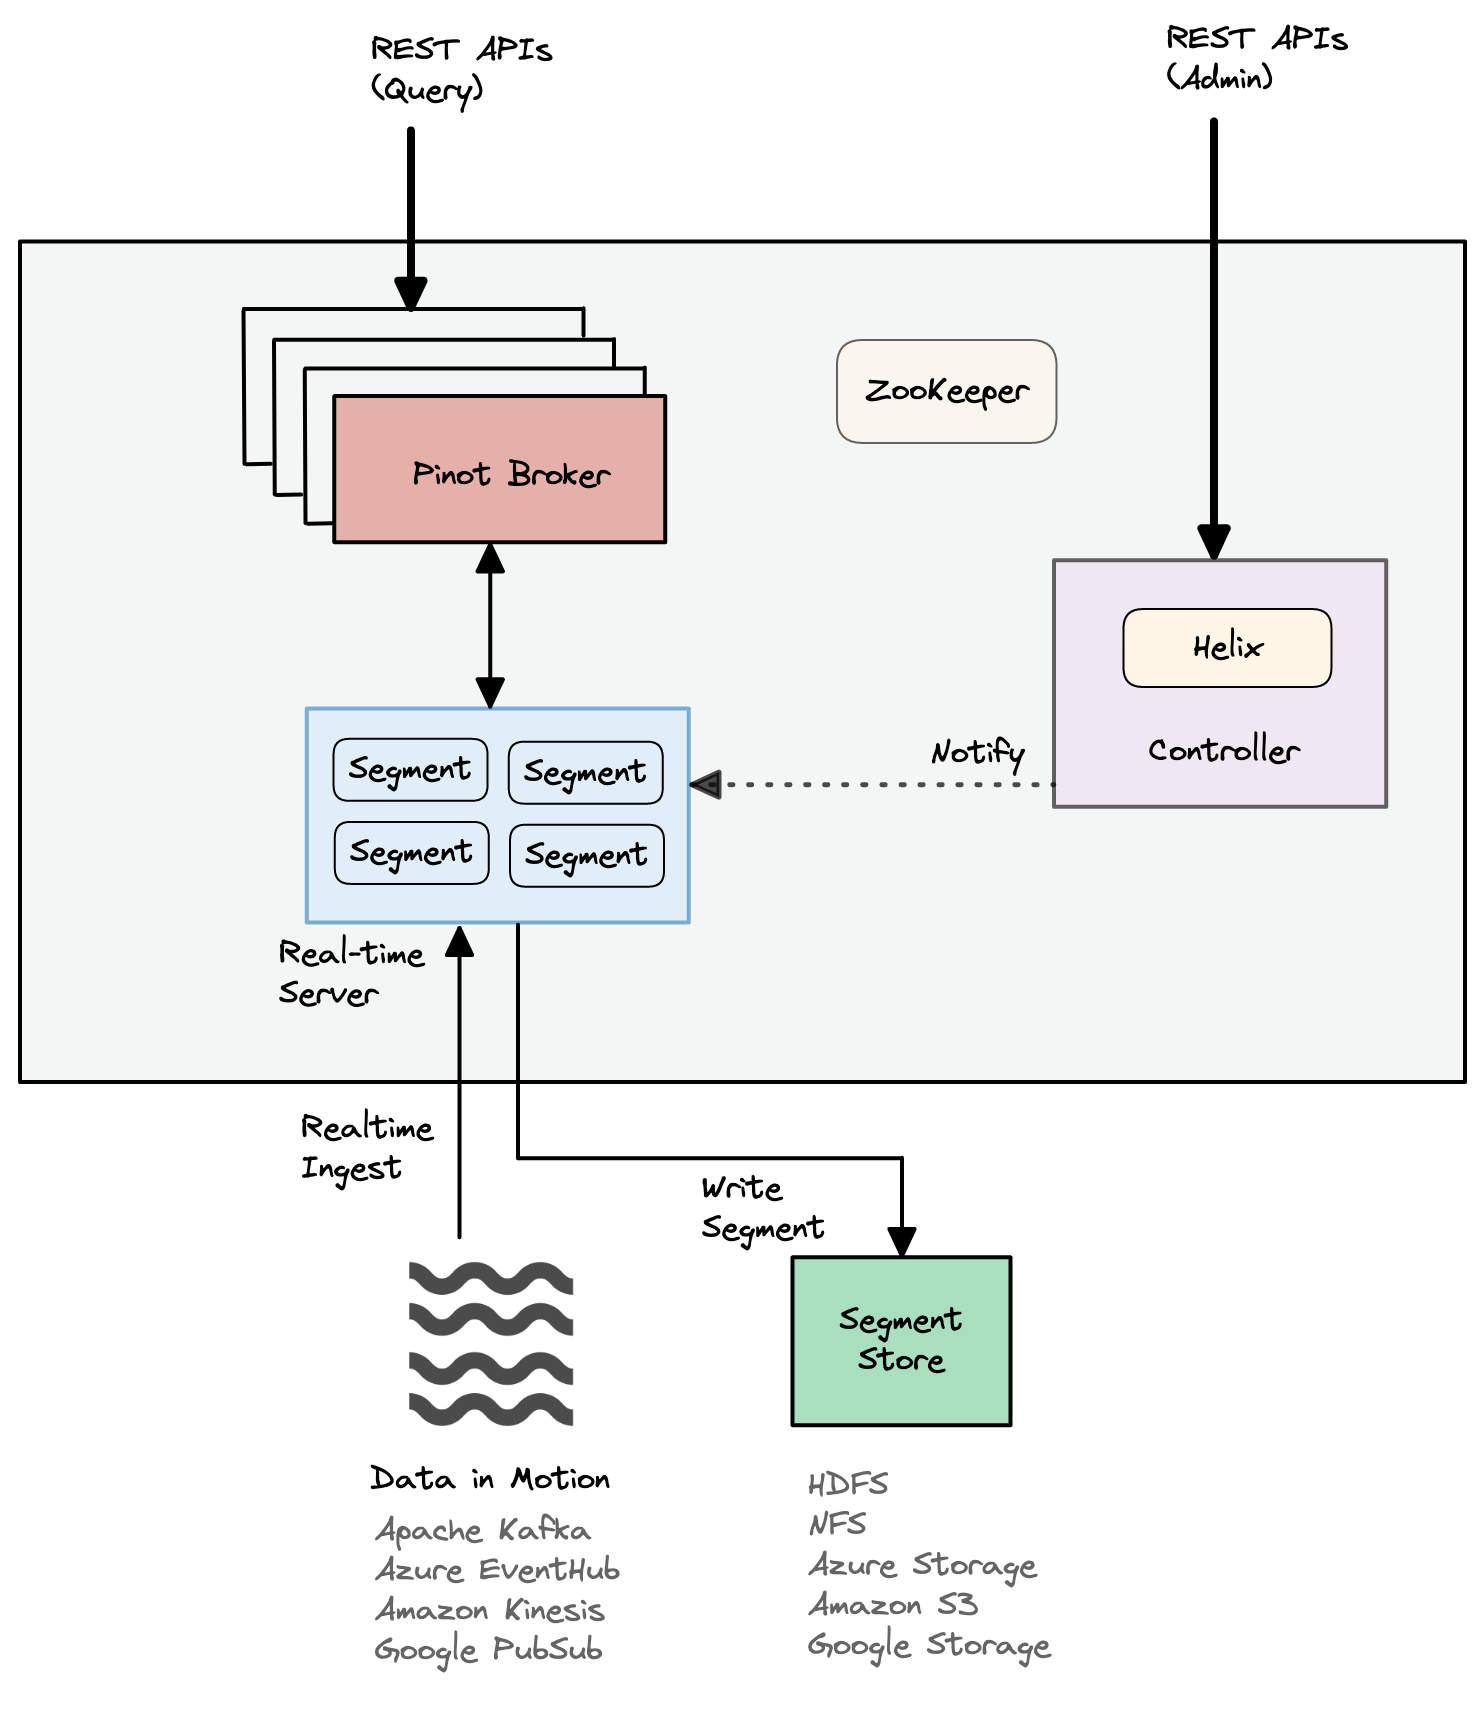 REST APIs
(Query)
REST APIs
(Admin)
Pinot Broker
ZooKeeper
Helix
Controller
Notify
Segment
Segment
Segment
Segment
Real-time
Server
Realtime
Ingest
Write
Segment
Segment
Store
Data in Motion
Apache Kafka
Azure EventHub
Amazon Kinesis
Google PubSub
HDFS
NFS
Azure Storage
Amazon S3
Google Storage